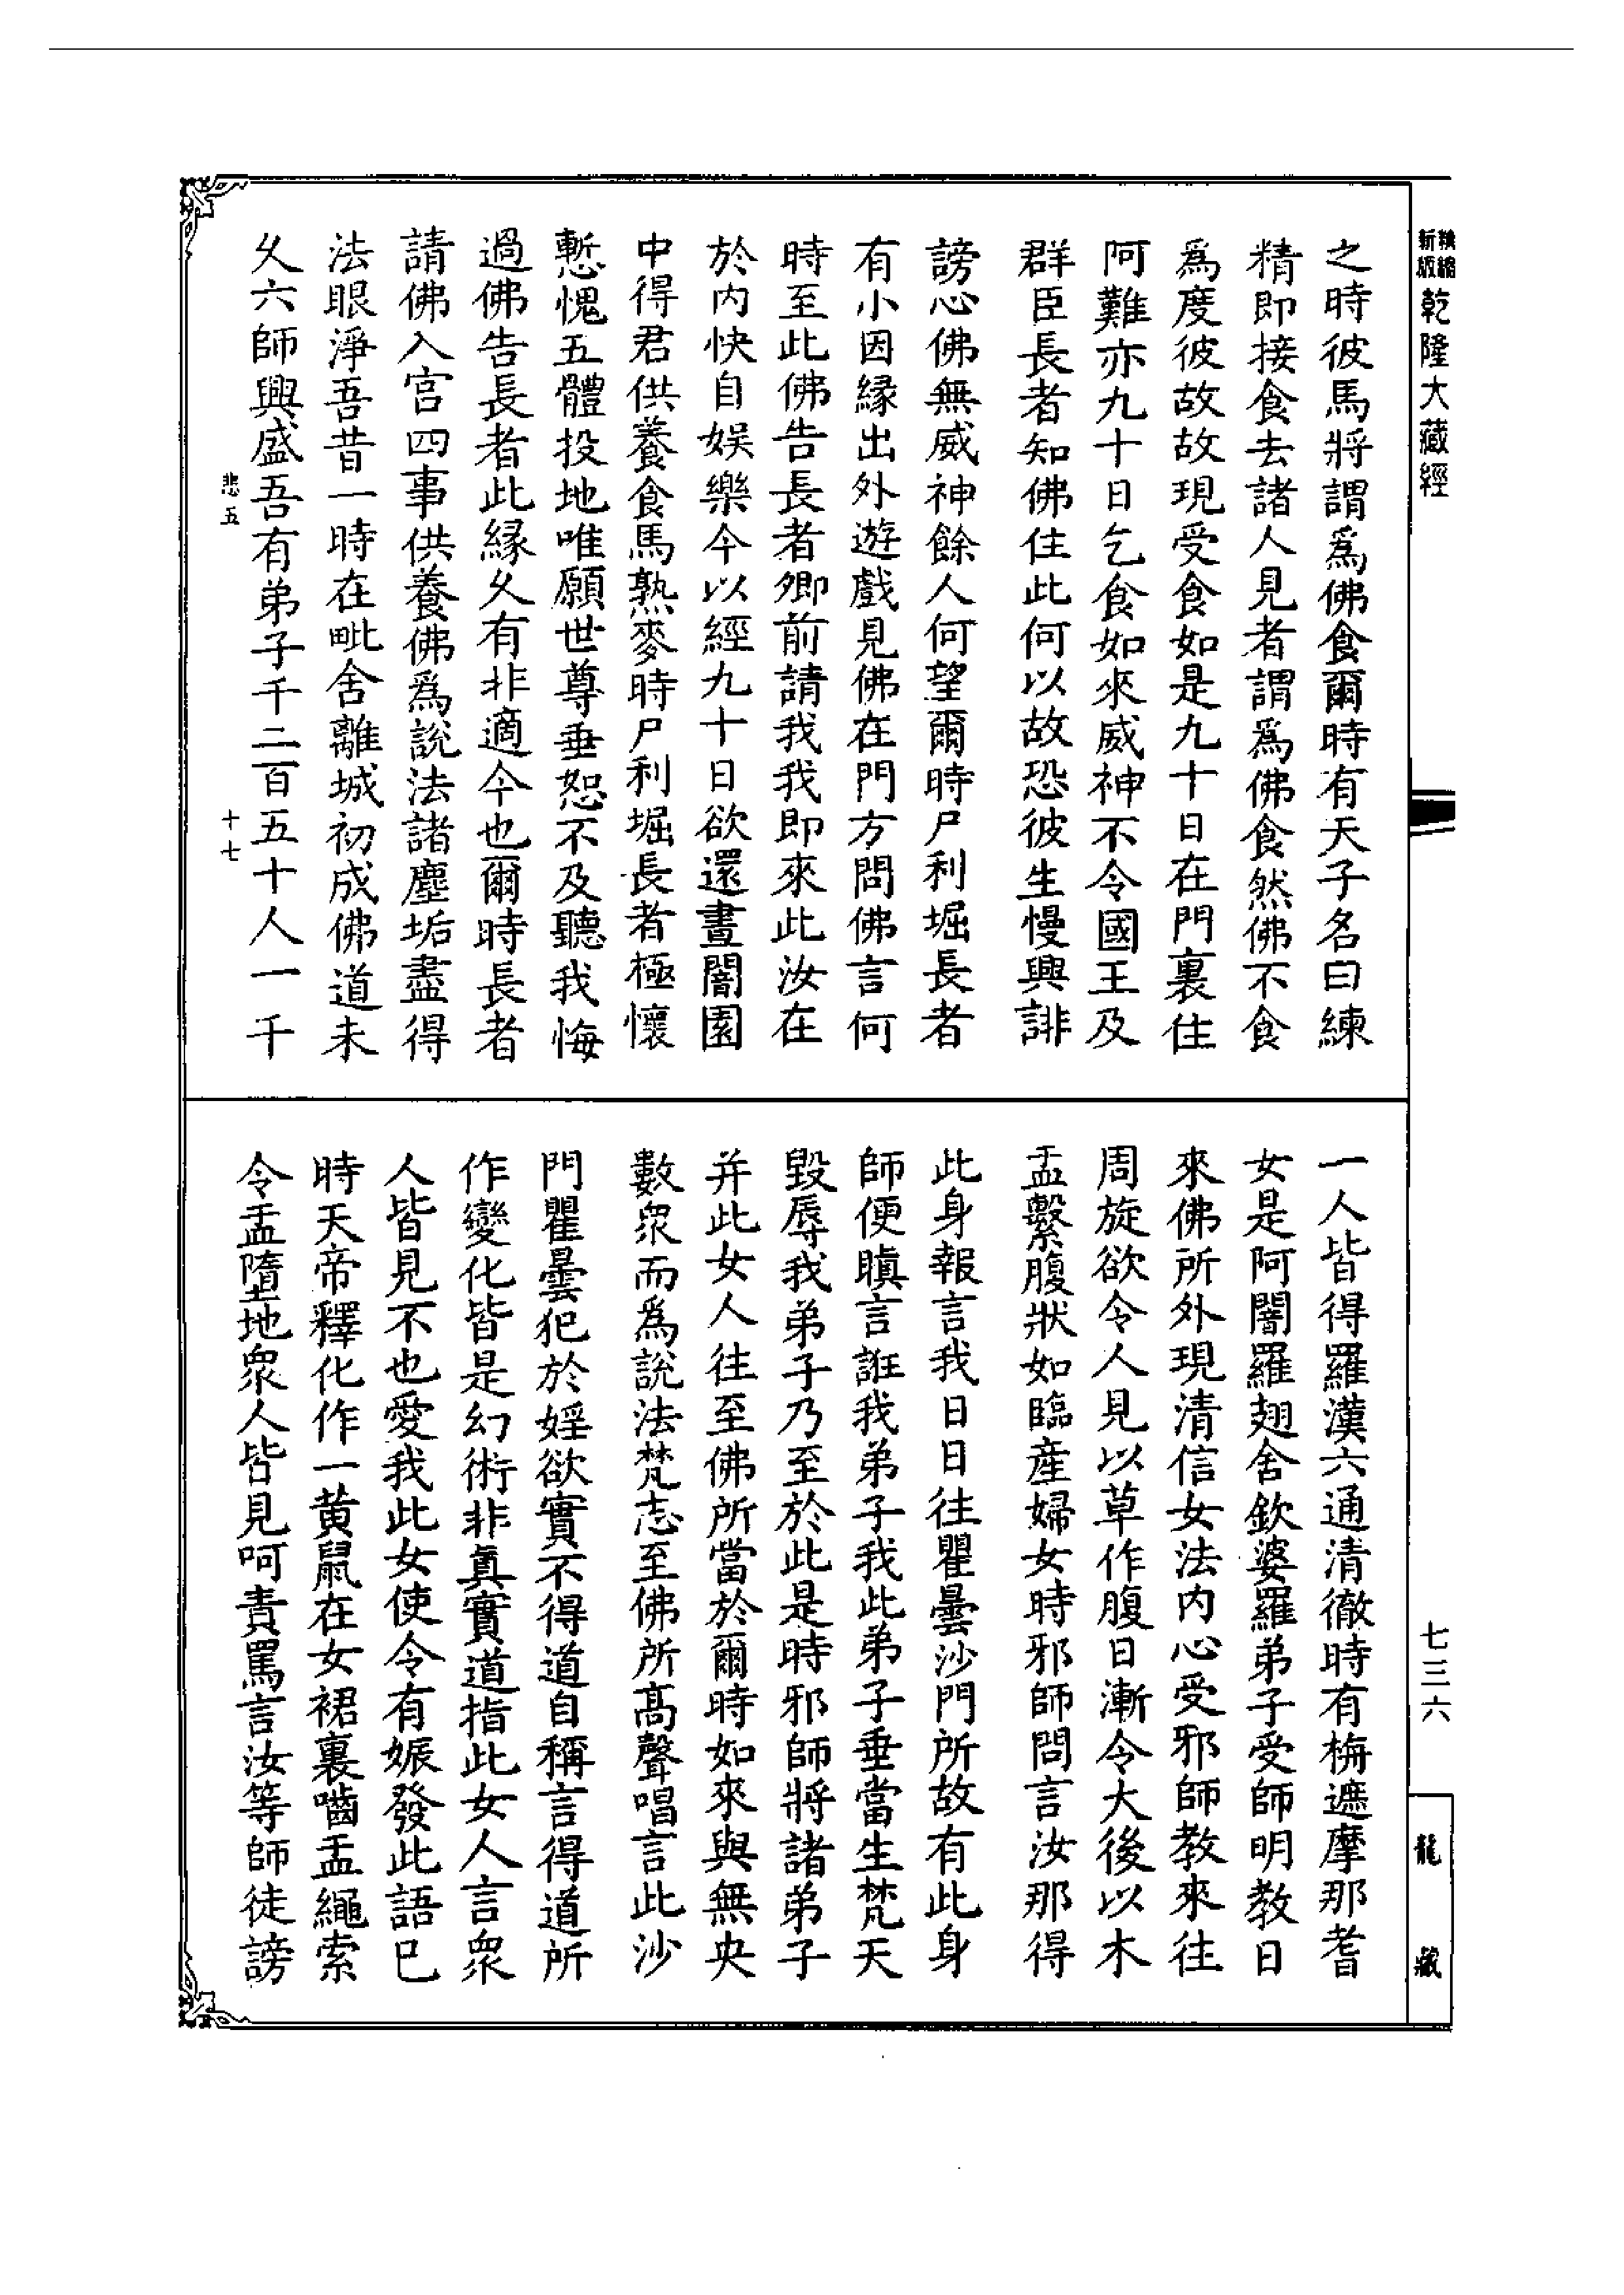 新縮
版縮
乾隆大藏經
之時彼馬將謂爲佛食爾時有天子名曰練
精即接食去諸人見者謂爲佛食然佛不食
爲度彼故故現受食如是九十日在門裏住
阿難亦九十日乞食如來威神不令國王及
群臣長者知佛住此何以故恐彼生慢興誹
謗心佛無威神餘人何望爾時尸利堀長者
有小因緣出外遊戲見佛在門方問佛言何
時至此佛告長者卿前請我我即來此汝在
於内快自娛樂今以經九十日欲還晝闇園
中得君供養食馬熟麥時尸利堀長者極懷
慙愧五體投地唯願世尊垂恕不及聽我悔
過佛告長者此緣久有非適今也爾時長者
請佛入宮四事供養佛爲說法諸塵垢盡得
法眼淨吾昔一時在毗舍離城初成佛道未
久六師興盛吾有弟子千二百五十人一千
悲五
十七
一人皆得羅漢六通清徹時有栴遮摩那耆
女是阿闍羅翅舍欽婆羅弟子受師明教日
來佛所外現清信女法内心受邪師教來往
周旋欲令人見以草作腹日漸令大後以木
盂繫腹狀如臨産婦女時邪師問言汝那得
此身報言我日日往瞿曇沙門所故有此身
師便瞋言誑我弟子我此弟子垂當生梵天
毀辱我弟子乃至於此是時邪師將諸弟子
并此女人往至佛所當於爾時如來與無央
數衆而爲說法梵志至佛所髙聲唱言此沙
門瞿曇犯於婬欲實不得道自稱言得道所
作變化皆是幻術非眞實道指此女人言衆
人皆見不也愛我此女使令有娠發此語已
時天帝釋化作一黄鼠在女裙裏嚙盂繩索
令盂墮地衆人皆見呵責罵言汝等師徒謗
七三六
龍藏